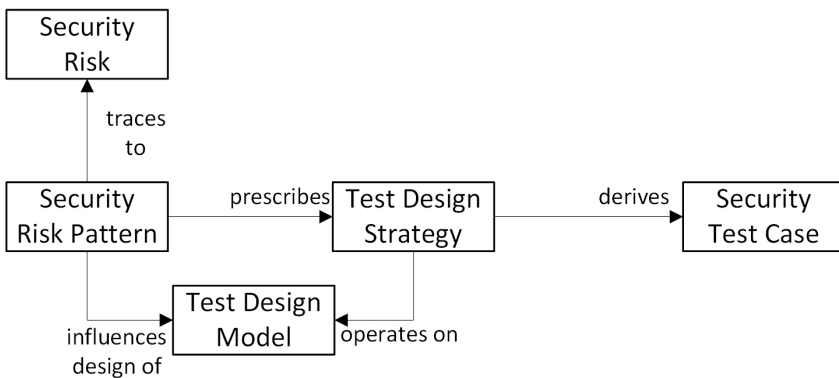 Security
Risk
traces
to
Security
Risk Pattern
prescribes
Test Design
Strategy
derives
Security
Test Case
influences
design of
Test Design
Model
operates on